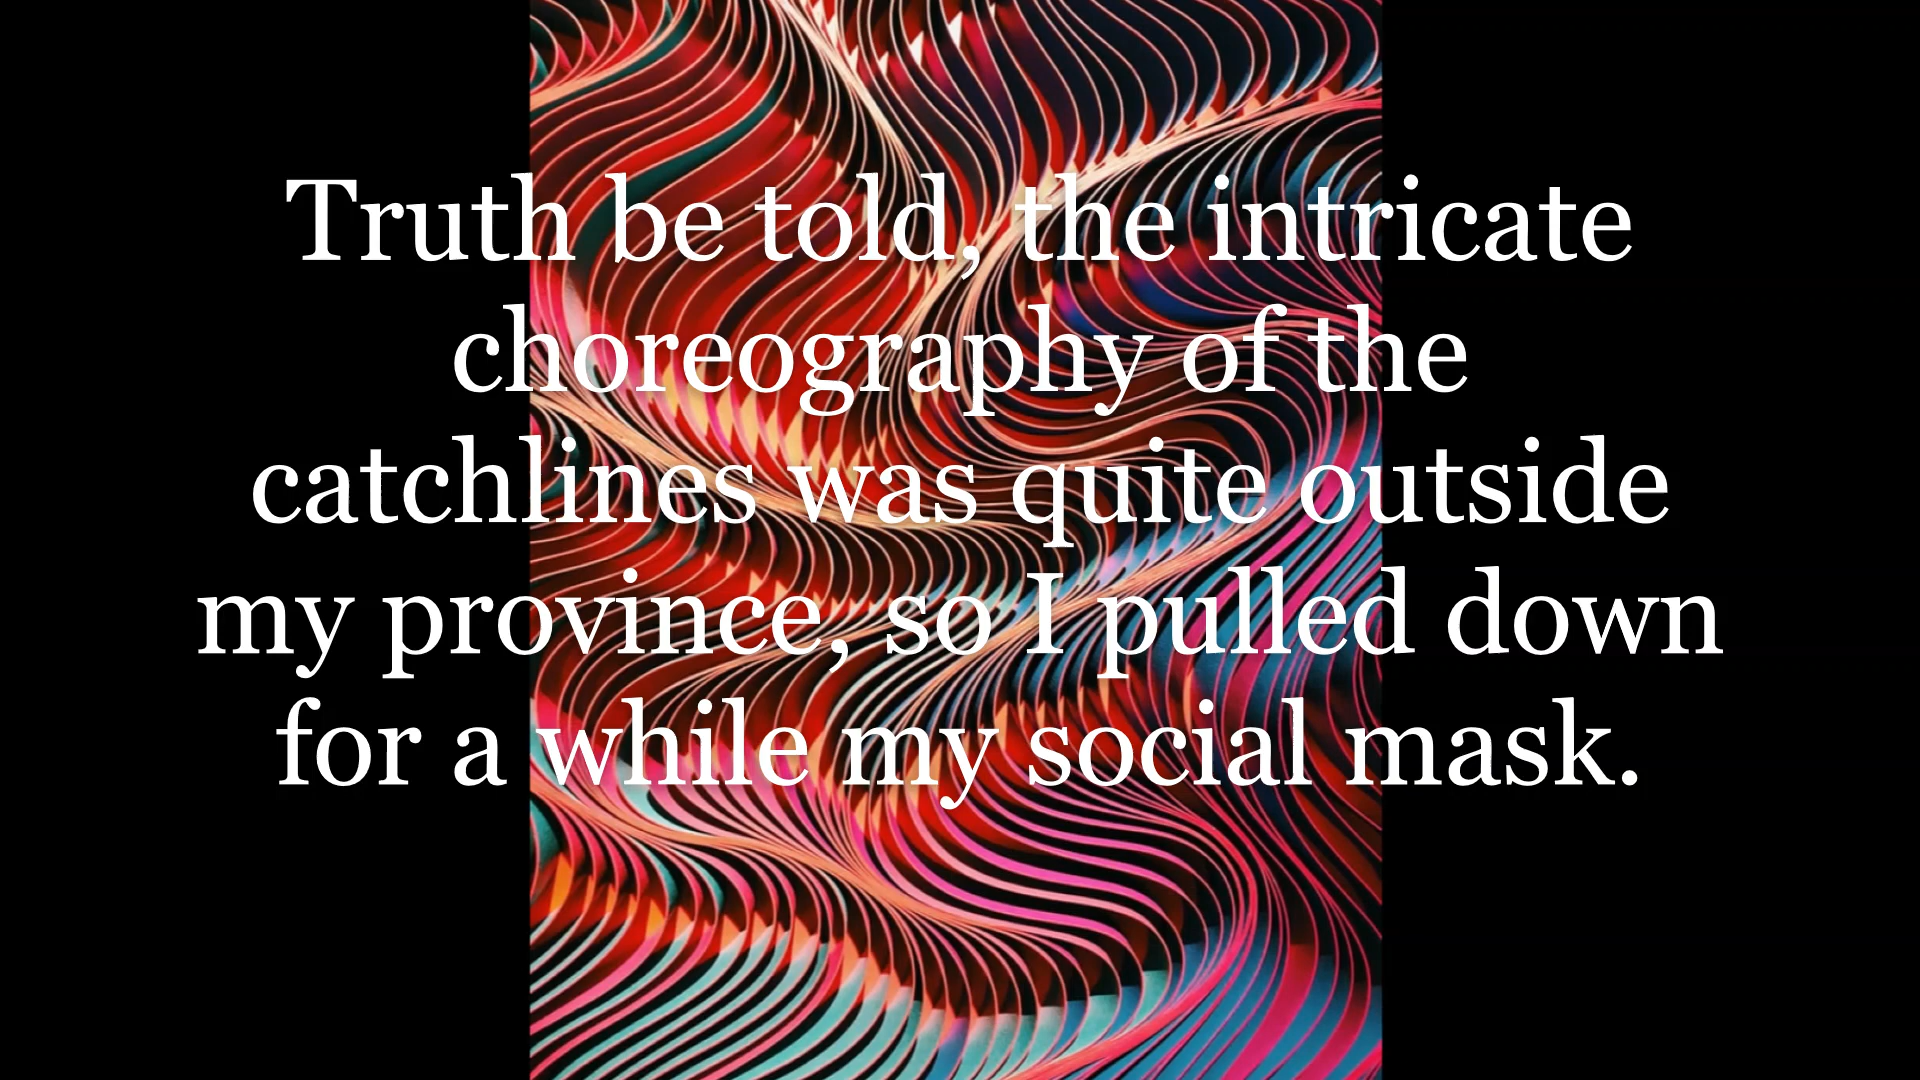 Truth be told, the intricate
choreography of the
catchlines was quite outside
my province, so I pulled down
for a while my social mask.